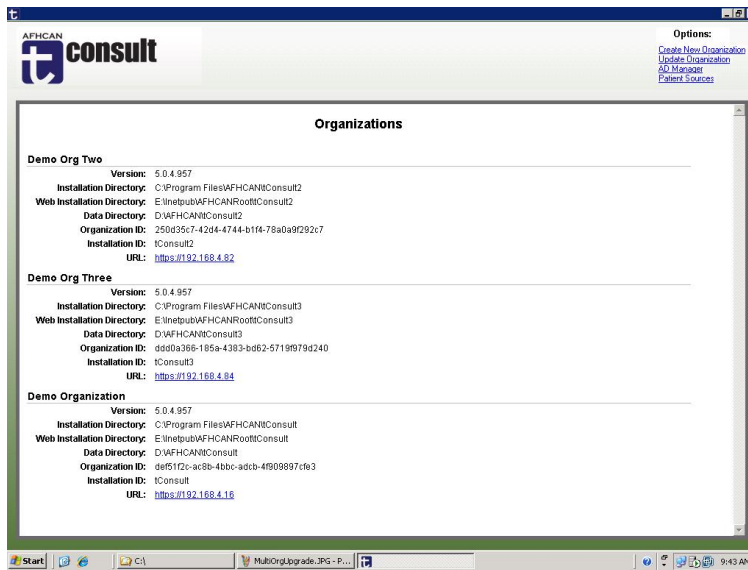 AFHCAN
t consult
Options:
Create New Organization
Update Organization
AD Manager
Patient Sources
Organizations
Demo Org Two
Version: 5.0.4.957
Installation Directory: C:\Program Files\AFHCAN\tConsult2
Web Installation Directory: E:\Inetpub\AFHCANRoot\tConsult2
Data Directory: D:\AFHCAN\tConsult2
Organization ID: 250d35c7-42d4-4744-b1f4-78a0a9f292c7
Installation ID: tConsult2
URL: https://192.168.4.82
Demo Org Three
Version: 5.0.4.957
Installation Directory: C:\Program Files\AFHCAN\tConsult3
Web Installation Directory: E:\Inetpub\AFHCANRoot\tConsult3
Data Directory: D:\AFHCAN\tConsult3
Organization ID: ddd0a366-185a-4383-bd62-5719f979d240
Installation ID: tConsult3
URL: https://192.168.4.84
Demo Organization
Version: 5.0.4.957
Installation Directory: C:\Program Files\AFHCAN\tConsult
Web Installation Directory: E:\Inetpub\AFHCANRoot\tConsult
Data Directory: D:\AFHCAN\tConsult
Organization ID: def51f2c-ac8b-4bbc-adcb-4f909897cfe3
Installation ID: tConsult
URL: https://192.168.4.16
Start C:\ MultiOrgUpgrade.JPG - P... t 9:43 AM